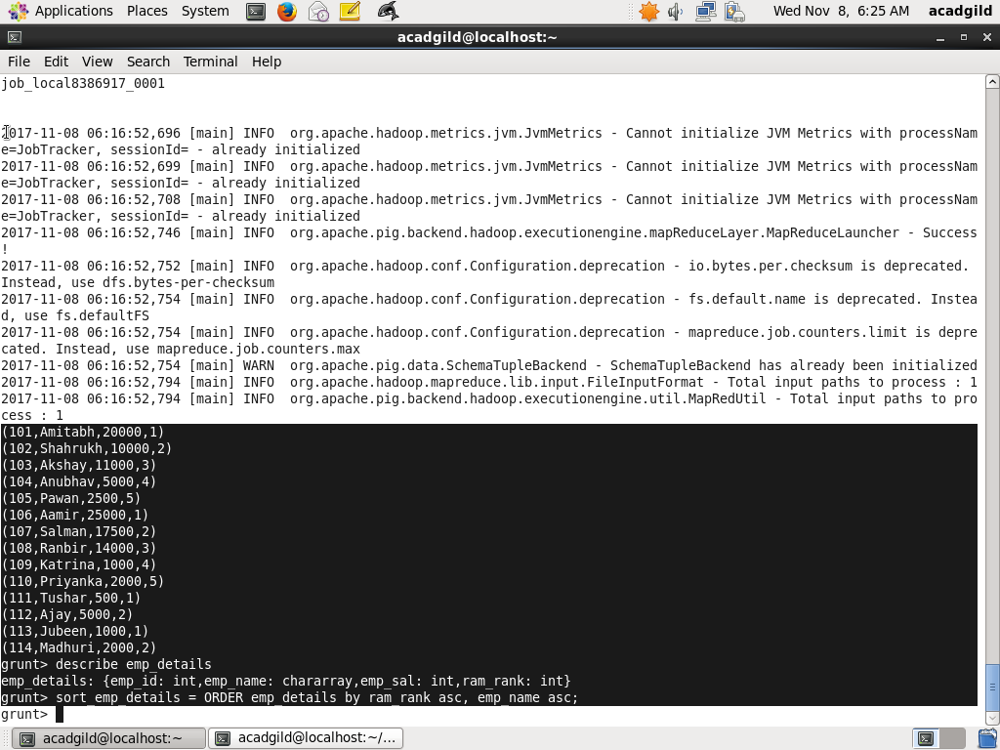 Applications Places System
Wed Nov 8, 6:25 AM acadgild
acadgild@localhost:~
File Edit View Search Terminal Help
job_local8386917_0001
2017-11-08 06:16:52,696 [main] INFO  org.apache.hadoop.metrics.jvm.JvmMetrics - Cannot initialize JVM Metrics with processNam
e=JobTracker, sessionId= - already initialized
2017-11-08 06:16:52,699 [main] INFO  org.apache.hadoop.metrics.jvm.JvmMetrics - Cannot initialize JVM Metrics with processNam
e=JobTracker, sessionId= - already initialized
2017-11-08 06:16:52,708 [main] INFO  org.apache.hadoop.metrics.jvm.JvmMetrics - Cannot initialize JVM Metrics with processNam
e=JobTracker, sessionId= - already initialized
2017-11-08 06:16:52,746 [main] INFO  org.apache.pig.backend.hadoop.executionengine.mapReduceLayer.MapReduceLauncher - Success
!
2017-11-08 06:16:52,752 [main] INFO  org.apache.hadoop.conf.Configuration.deprecation - io.bytes.per.checksum is deprecated.
Instead, use dfs.bytes-per-checksum
2017-11-08 06:16:52,754 [main] INFO  org.apache.hadoop.conf.Configuration.deprecation - fs.default.name is deprecated. Instea
d, use fs.defaultFS
2017-11-08 06:16:52,754 [main] INFO  org.apache.hadoop.conf.Configuration.deprecation - mapreduce.job.counters.limit is depre
cated. Instead, use mapreduce.job.counters.max
2017-11-08 06:16:52,754 [main] WARN  org.apache.pig.data.SchemaTupleBackend - SchemaTupleBackend has already been initialized
2017-11-08 06:16:52,794 [main] INFO  org.apache.hadoop.mapreduce.lib.input.FileInputFormat - Total input paths to process : 1
2017-11-08 06:16:52,794 [main] INFO  org.apache.pig.backend.hadoop.executionengine.util.MapRedUtil - Total input paths to pro
cess : 1
(101,Amitabh,20000,1)
(102,Shahrukh,10000,2)
(103,Akshay,11000,3)
(104,Anubhav,5000,4)
(105,Pawan,2500,5)
(106,Aamir,25000,1)
(107,Salman,17500,2)
(108,Ranbir,14000,3)
(109,Katrina,1000,4)
(110,Priyanka,2000,5)
(111,Tushar,500,1)
(112,Ajay,5000,2)
(113,Jubeen,1000,1)
(114,Madhuri,2000,2)
grunt> describe emp_details
emp_details: {emp_id: int,emp_name: chararray,emp_sal: int,ram_rank: int}
grunt> sort_emp_details = ORDER emp_details by ram_rank asc, emp_name asc;
grunt>
acadgild@localhost:~ acadgild@localhost:~/...